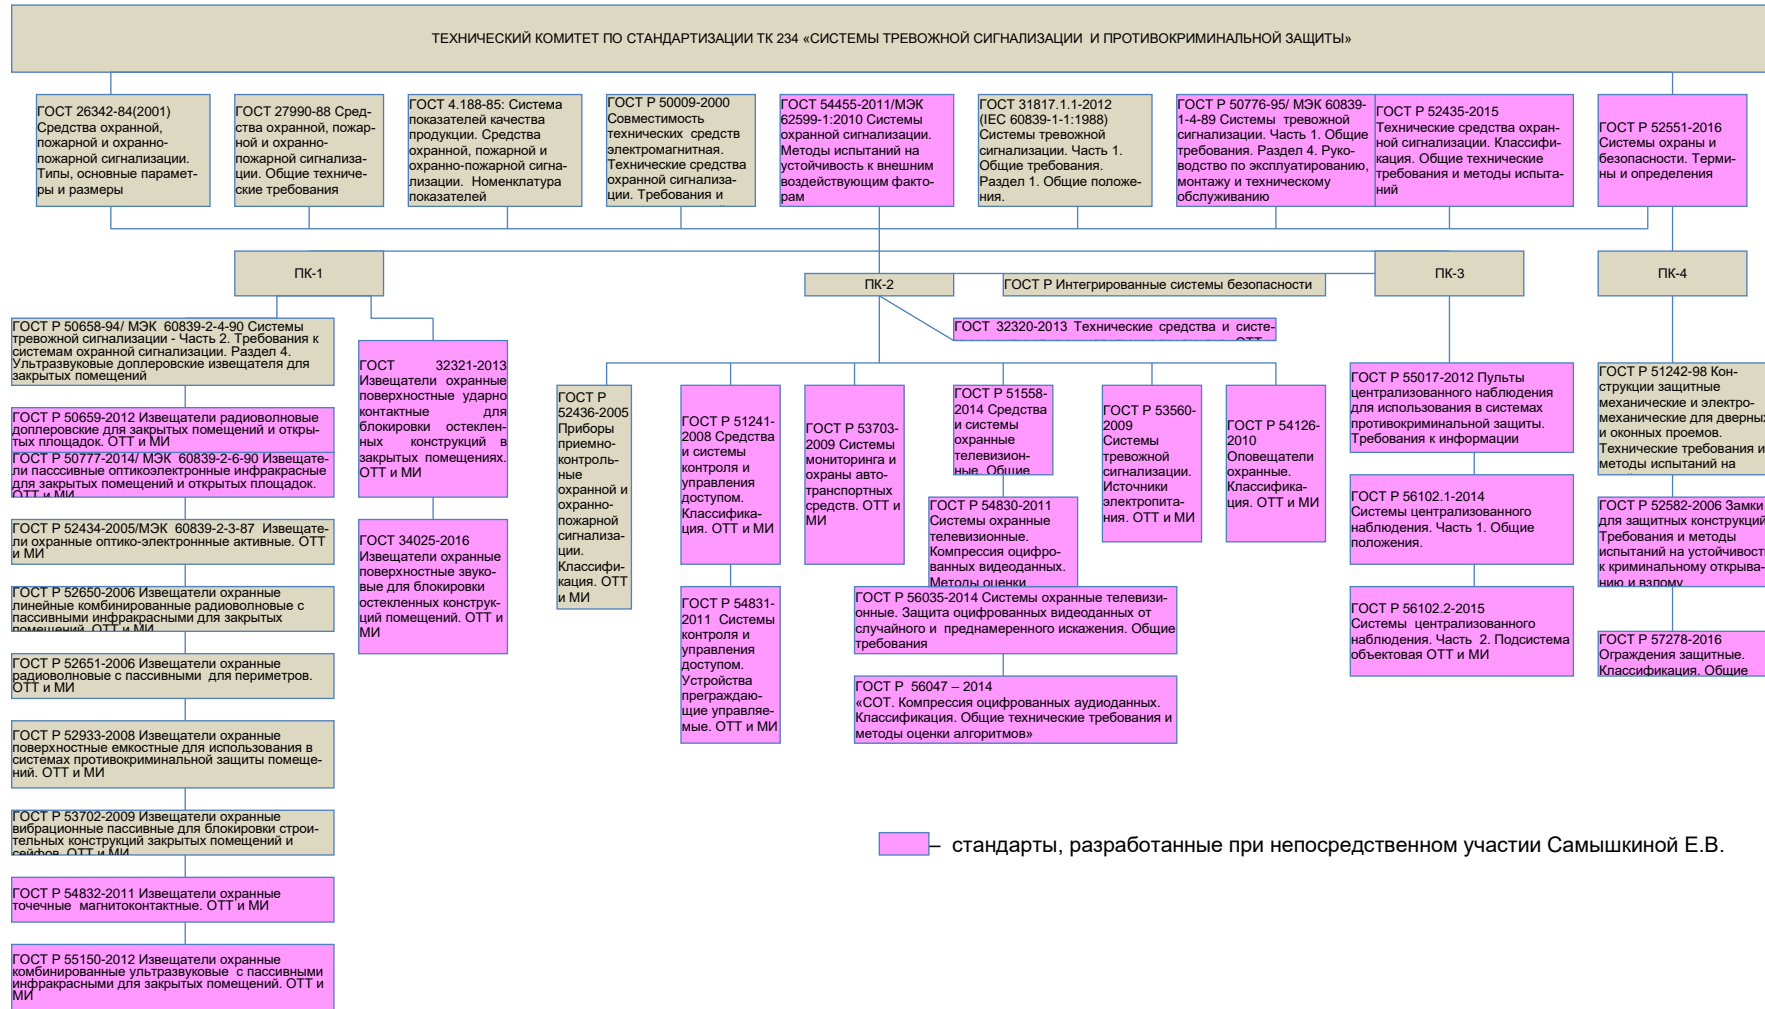 ТЕХНИЧЕСКИЙ КОМИТЕТ ПО СТАНДАРТИЗАЦИИ ТК 234 «СИСТЕМЫ ТРЕВОЖНОЙ СИГНАЛИЗАЦИИ И ПРОТИВОКРИМИНАЛЬНОЙ ЗАЩИТЫ»
ГОСТ 26342-84(2001)
Средства охранной,
пожарной и охранно-
пожарной сигнализации.
Типы, основные парамет-
ры и размеры
ГОСТ 27990-88 Сред-
ства охранной, пожар-
ной и охранно-
пожарной сигнализа-
ции. Общие техниче-
ские требования
ГОСТ 4.188-85: Система
показателей качества
продукции. Средства
охранной, пожарной и
охранно-пожарной сигна-
лизации. Номенклатура
показателей
ГОСТ Р 50009-2000
Совместимость
технических средств
электромагнитная.
Технические средства
охранной сигнализа-
ции. Требования и
ГОСТ 54455-2011/МЭК
62599-1:2010 Системы
охранной сигнализации.
Методы испытаний на
устойчивость к внешним
воздействующим факто-
рам
ГОСТ 31817.1.1-2012
(IEC 60839-1-1:1988)
Системы тревожной
сигнализации. Часть 1.
Общие требования.
Раздел 1. Общие положе-
ния.
ГОСТ Р 50776-95/ МЭК 60839-
1-4-89 Системы тревожной
сигнализации. Часть 1. Общие
требования. Раздел 4. Руко-
водство по эксплуатированию,
монтажу и техническому
обслуживанию
ГОСТ Р 52435-2015
Технические средства охран-
ной сигнализации. Классифи-
кация. Общие технические
требования и методы испыта-
ний
ГОСТ Р 52551-2016
Системы охраны и
безопасности. Терми-
ны и определения
ПК-1
ПК-2
ГОСТ Р Интегрированные системы безопасности
ПК-3
ПК-4
ГОСТ Р 50658-94/ МЭК 60839-2-4-90 Системы
тревожной сигнализации - Часть 2. Требования к
системам охранной сигнализации. Раздел 4.
Ультразвуковые доплеровские извещателя для
закрытых помещений
ГОСТ Р 50659-2012 Извещатели радиоволновые
доплеровские для закрытых помещений и откры-
тых площадок. ОТТ и МИ
ГОСТ Р 50777-2014/ МЭК 60839-2-6-90 Извещате-
ли пасссивные оптикоэлектронные инфракрасные
для закрытых помещений и открытых площадок.
ОТТ и МИ
ГОСТ Р 52434-2005/МЭК 60839-2-3-87 Извещате-
ли охранные оптико-электроннные активные. ОТТ
и МИ
ГОСТ Р 52650-2006 Извещатели охранные
линейные комбинированные радиоволновые с
пассивными инфракрасными для закрытых
помещений. ОТТ и МИ
ГОСТ Р 52651-2006 Извещатели охранные
радиоволновые с пассивными для периметров.
ОТТ и МИ
ГОСТ Р 52933-2008 Извещатели охранные
поверхностные емкостные для использования в
системах противокриминальной защиты помеще-
ний. ОТТ и МИ
ГОСТ Р 53702-2009 Извещатели охранные
вибрационные пассивные для блокировки строи-
тельных конструкций закрытых помещений и
сейфов. ОТТ и МИ
ГОСТ Р 54832-2011 Извещатели охранные
точечные магнитоконтактные. ОТТ и МИ
ГОСТ Р 55150-2012 Извещатели охранные
комбинированные ультразвуковые с пассивными
инфракрасными для закрытых помещений. ОТТ и
МИ
ГОСТ 32321-2013
Извещатели охранные
поверхностные ударно
контактные для
блокировки остеклен-
ных конструкций в
закрытых помещениях.
ОТТ и МИ
ГОСТ 34025-2016
Извещатели охранные
поверхностные звуко-
вые для блокировки
остекленных конструк-
ций помещений. ОТТ и
МИ
ГОСТ 32320-2013 Технические средства и систе-
ГОСТ Р
52436-2005
Приборы
приемно-
контроль-
ные
охранной и
охранно-
пожарной
сигнализа-
ции.
Классифи-
кация. ОТТ
и МИ
ГОСТ Р 51241-
2008 Средства
и системы
контроля и
управления
доступом.
Классифика-
ция. ОТТ и МИ
ГОСТ Р 54831-
2011 Системы
контроля и
управления
доступом.
Устройства
преграждаю-
щие управляе-
мые. ОТТ и МИ
ГОСТ Р 53703-
2009 Системы
мониторинга и
охраны авто-
транспортных
средств. ОТТ и
МИ
ГОСТ Р 51558-
2014 Средства
и системы
охранные
телевизион-
ные. Общие
ГОСТ Р 54830-2011
Системы охранные
телевизионные.
Компрессия оцифро-
ванных видеоданных.
Методы оценки
ГОСТ Р 56035-2014 Системы охранные телевизи-
онные. Защита оцифрованных видеоданных от
случайного и преднамеренного искажения. Общие
требования
ГОСТ Р 56047 – 2014
«СОТ. Компрессия оцифрованных аудиоданных.
Классификация. Общие технические требования и
методы оценки алгоритмов»
ГОСТ Р 53560-
2009
Системы
тревожной
сигнализации.
Источники
электропита-
ния. ОТТ и МИ
ГОСТ Р 54126-
2010
Оповещатели
охранные.
Классифика-
ция. ОТТ и МИ
ГОСТ Р 55017-2012 Пульты
централизованного наблюдения
для использования в системах
противокриминальной защиты.
Требования к информации
ГОСТ Р 56102.1-2014
Системы централизованного
наблюдения. Часть 1. Общие
положения.
ГОСТ Р 56102.2-2015
Системы централизованного
наблюдения. Часть 2. Подсистема
объектовая ОТТ и МИ
ГОСТ Р 51242-98 Кон-
струкции защитные
механические и электро-
механические для дверных
и оконных проемов.
Технические требования и
методы испытаний на
ГОСТ Р 52582-2006 Замки
для защитных конструкций
Требования и методы
испытаний на устойчивость
к криминальному открыва-
нию и взлому
ГОСТ Р 57278-2016
Ограждения защитные.
Классификация. Общие
– стандарты, разработанные при непосредственном участии Самышкиной Е.В.